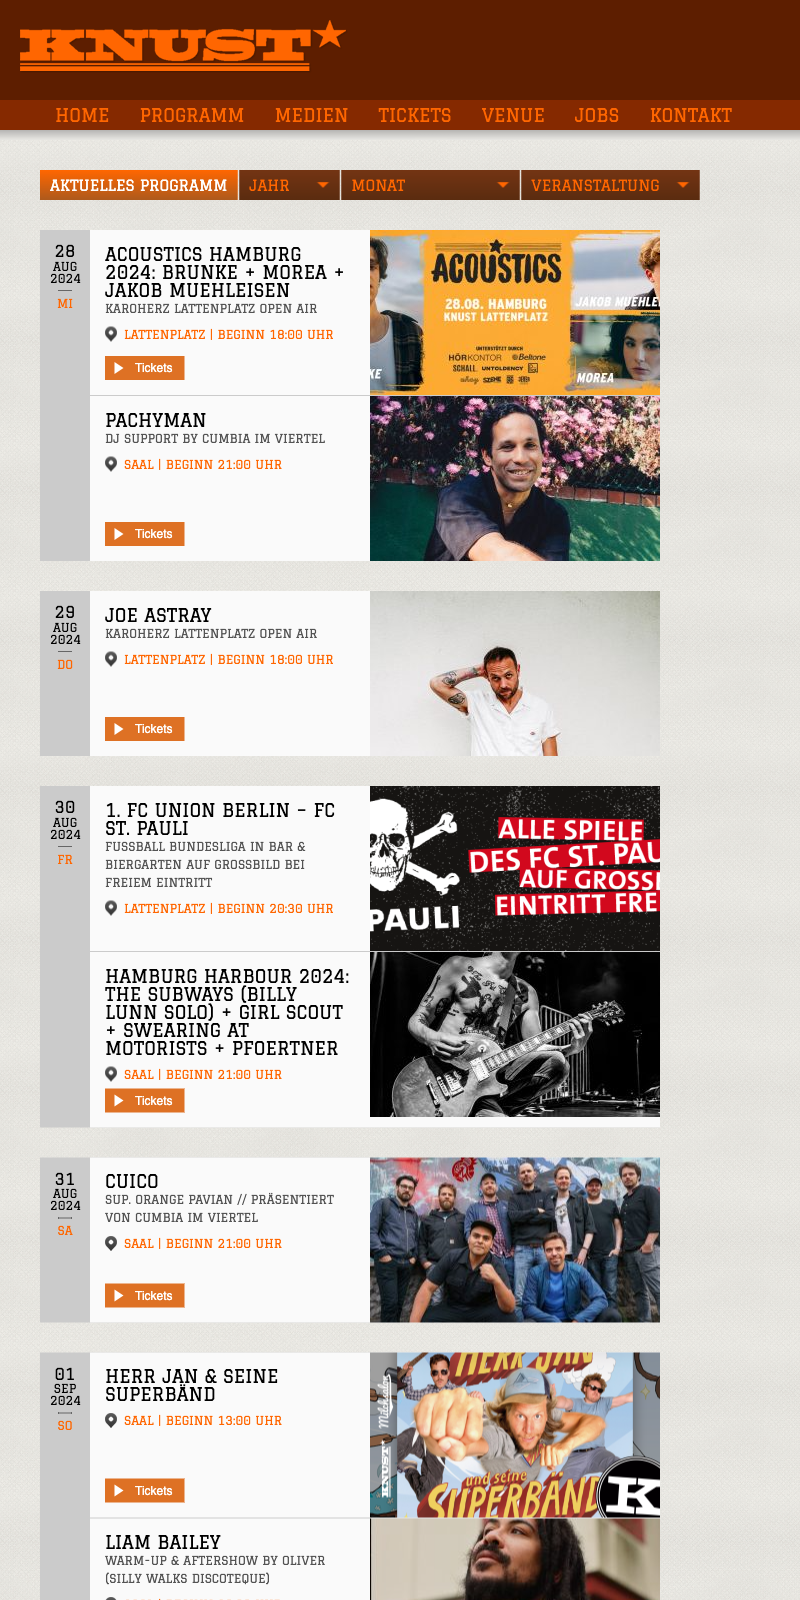 KNUST
HOME PROGRAMM MEDIEN TICKETS VENUE JOBS KONTAKT
AKTUELLES PROGRAMM JAHR MONAT VERANSTALTUNG
28
AUG
2024
MI
ACOUSTICS HAMBURG
2024: BRUNKE + MOREA +
JAKOB MUEHLEISEN
KAROHERZ LATTENPLATZ OPEN AIR
LATTENPLATZ | BEGINN 18:00 UHR
Tickets
ACOUSTICS
28.08. HAMBURG
KNUST LATTENPLATZ
JAKOB MUEHLEI
UNTERSTÜTZT DURCH
HÖRKONTOR Beltone
SCHALL. UNTOLDENCY
KE
MOREA
PACHYMAN
DJ SUPPORT BY CUMBIA IM VIERTEL
SAAL | BEGINN 21:00 UHR
Tickets
29
AUG
2024
DO
JOE ASTRAY
KAROHERZ LATTENPLATZ OPEN AIR
LATTENPLATZ | BEGINN 18:00 UHR
Tickets
30
AUG
2024
FR
1. FC UNION BERLIN – FC
ST. PAULI
FUSSBALL BUNDESLIGA IN BAR &
BIERGARTEN AUF GROSSBILD BEI
FREIEM EINTRITT
LATTENPLATZ | BEGINN 20:30 UHR
ALLE SPIELE
DES FC ST. PAU
AUF GROSS
EINTRITT FRE
PAULI
HAMBURG HARBOUR 2024:
THE SUBWAYS (BILLY
LUNN SOLO) + GIRL SCOUT
+ SWEARING AT
MOTORISTS + PFOERTNER
SAAL | BEGINN 21:00 UHR
Tickets
31
AUG
2024
SA
CUICO
SUP. ORANGE PAVIAN // PRÄSENTIERT
VON CUMBIA IM VIERTEL
SAAL | BEGINN 21:00 UHR
Tickets
01
SEP
2024
SO
HERR JAN & SEINE
SUPERBÄND
SAAL | BEGINN 13:00 UHR
Tickets
HERR JAN
und seine
SUPERBÄND
KNUST
Milchsalon
K
LIAM BAILEY
WARM-UP & AFTERSHOW BY OLIVER
(SILLY WALKS DISCOTEQUE)